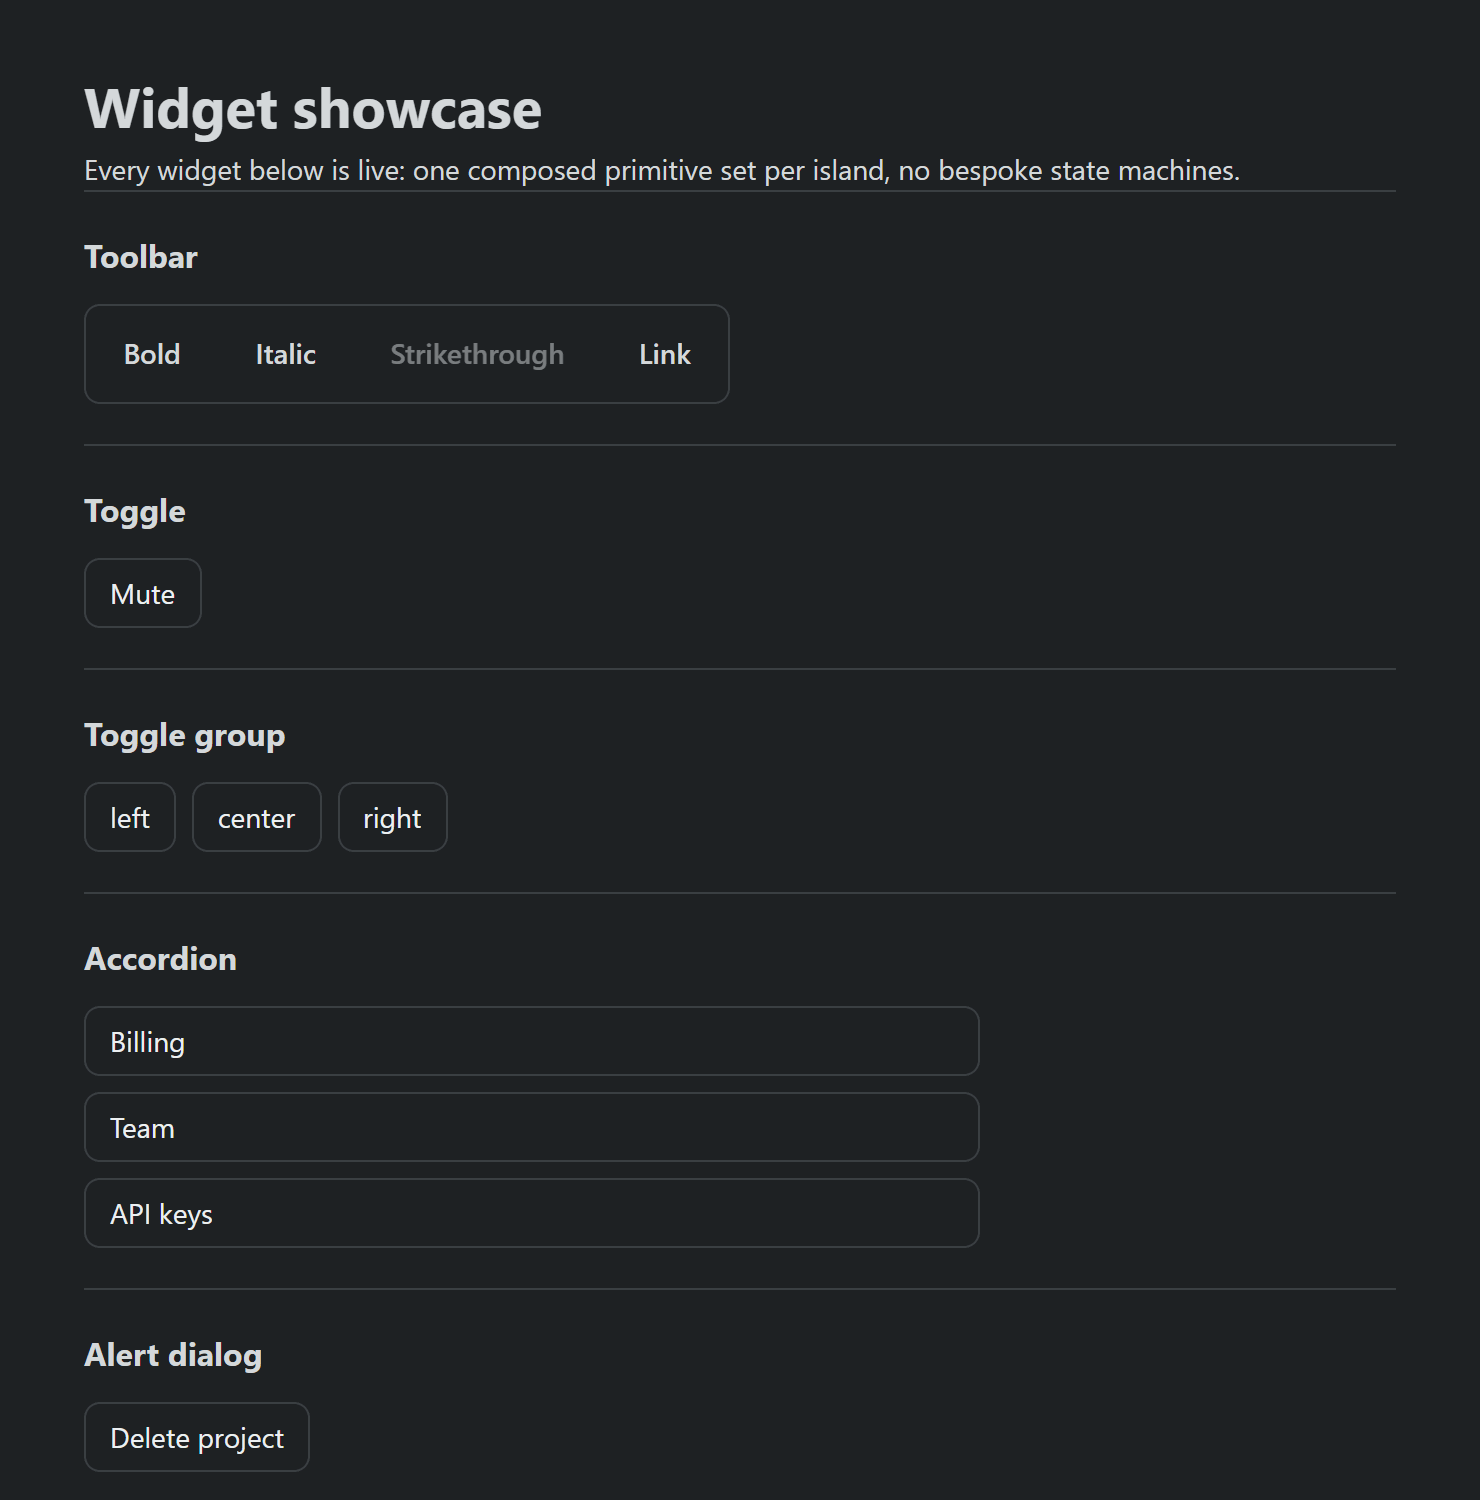 Widget showcase
Every widget below is live: one composed primitive set per island, no bespoke state machines.
Toolbar
Bold Italic Strikethrough Link
Toggle
Mute
Toggle group
left center right
Accordion
Billing
Team
API keys
Alert dialog
Delete project